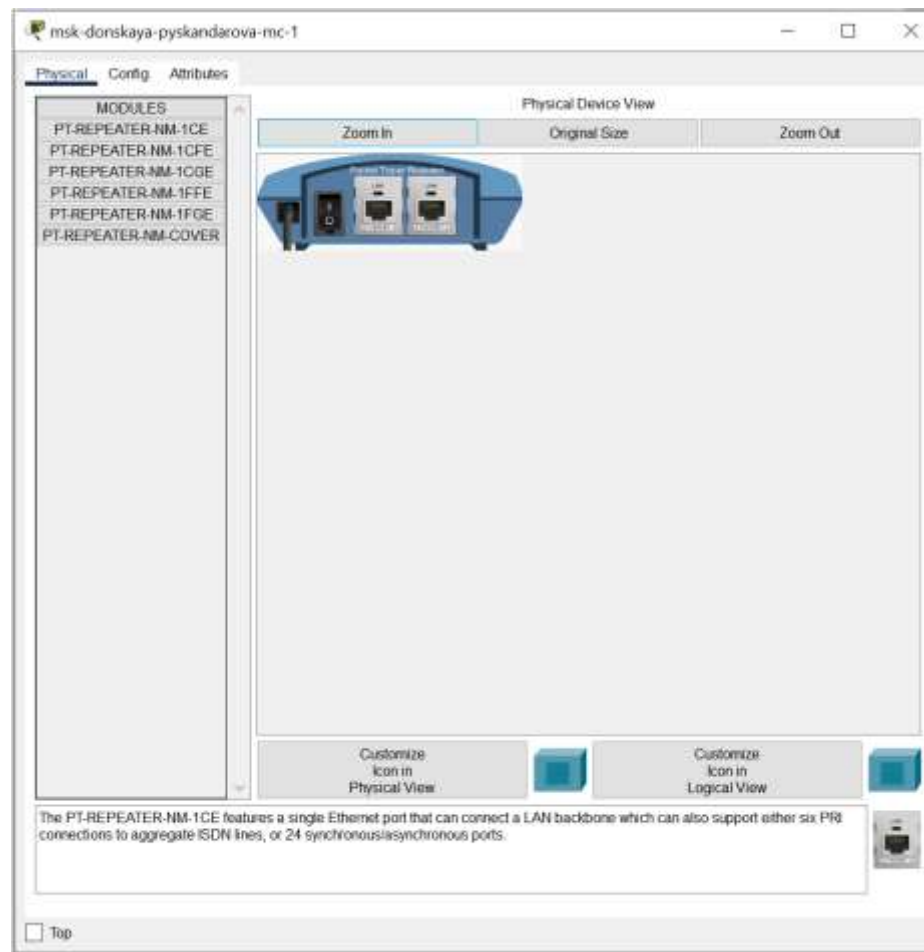 msk-donskaya-pyskandarova-mc-1
Physical Config Attributes
MODULES
PT-REPEATER-NM-1CE
PT-REPEATER-NM-1CFE
PT-REPEATER-NM-1CGE
PT-REPEATER-NM-1FFE
PT-REPEATER-NM-1FGE
PT-REPEATER-NM-COVER
Physical Device View
Zoom In Original Size Zoom Out
Customize
Icon in
Physical View
Customize
Icon in
Logical View
The PT-REPEATER-NM-1CE features a single Ethernet port that can connect a LAN backbone which can also support either six PRI
connections to aggregate ISDN lines, or 24 synchronous/asynchronous ports.
Top